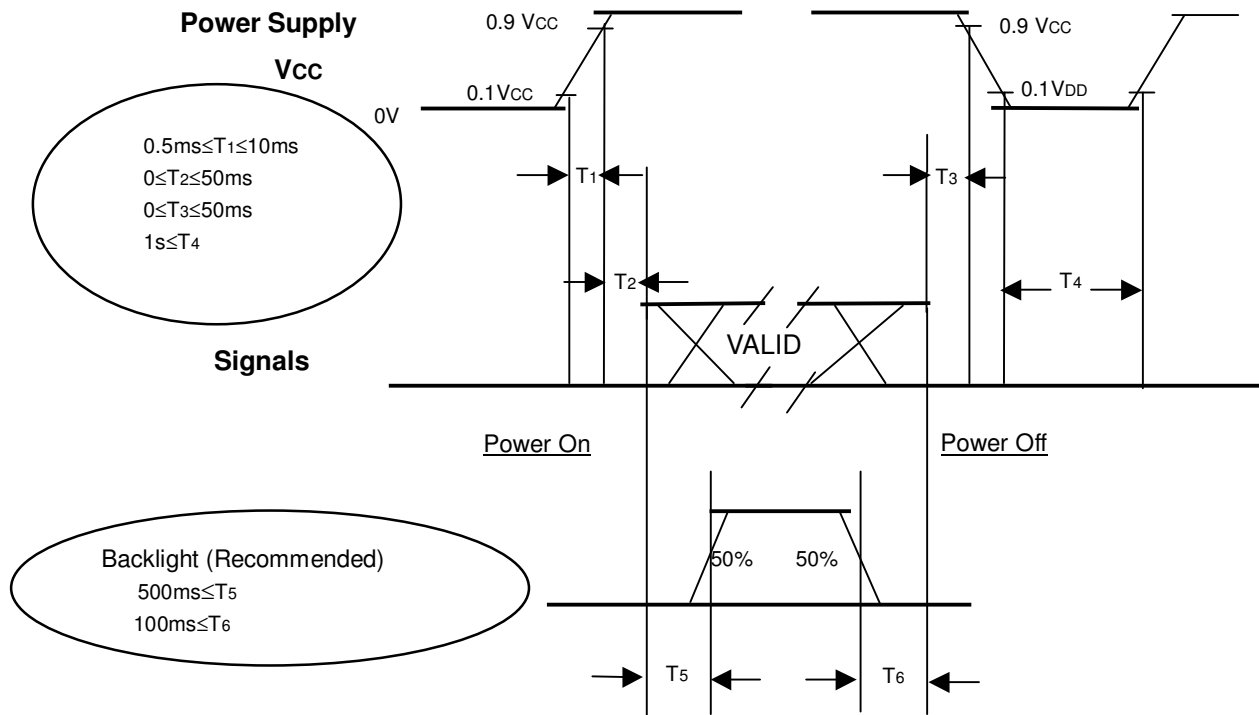 Power Supply
VCC
0.9 VCC
0.1VCC
0V
0.9 VCC
0.1VDD
0.5ms≤T1≤10ms
0≤T2≤50ms
0≤T3≤50ms
1s≤T4
T1
T3
T2
T4
VALID
Signals
Power On
Power Off
Backlight (Recommended)
500ms≤T5
100ms≤T6
50%
50%
T5
T6